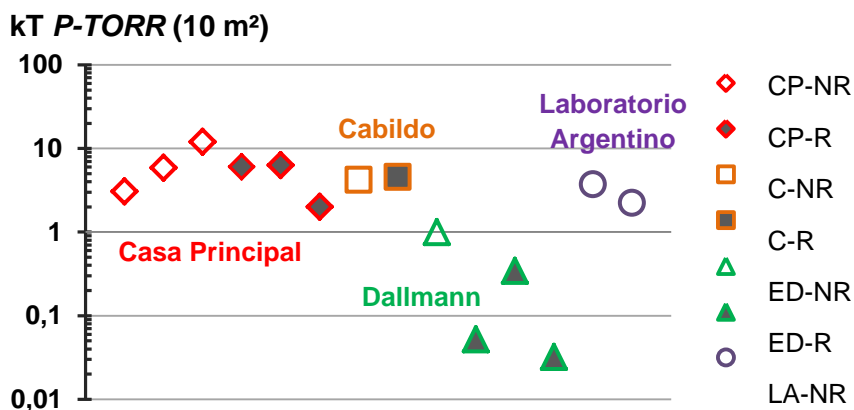 kT P-TORR (10 m²)
100
10
1
0,1
0,01
Casa Principal
Cabildo
Dallmann
Laboratorio
Argentino
CP-NR
CP-R
C-NR
C-R
ED-NR
ED-R
LA-NR